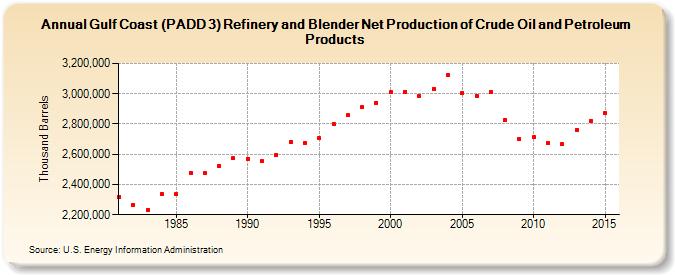 Annual Gulf Coast (PADD 3) Refinery and Blender Net Production of Crude Oil and Petroleum
Products
Thousand Barrels
3,200,000
3,000,000
2,800,000
2,600,000
2,400,000
2,200,000
1985 1990 1995 2000 2005 2010 2015
Source: U.S. Energy Information Administration